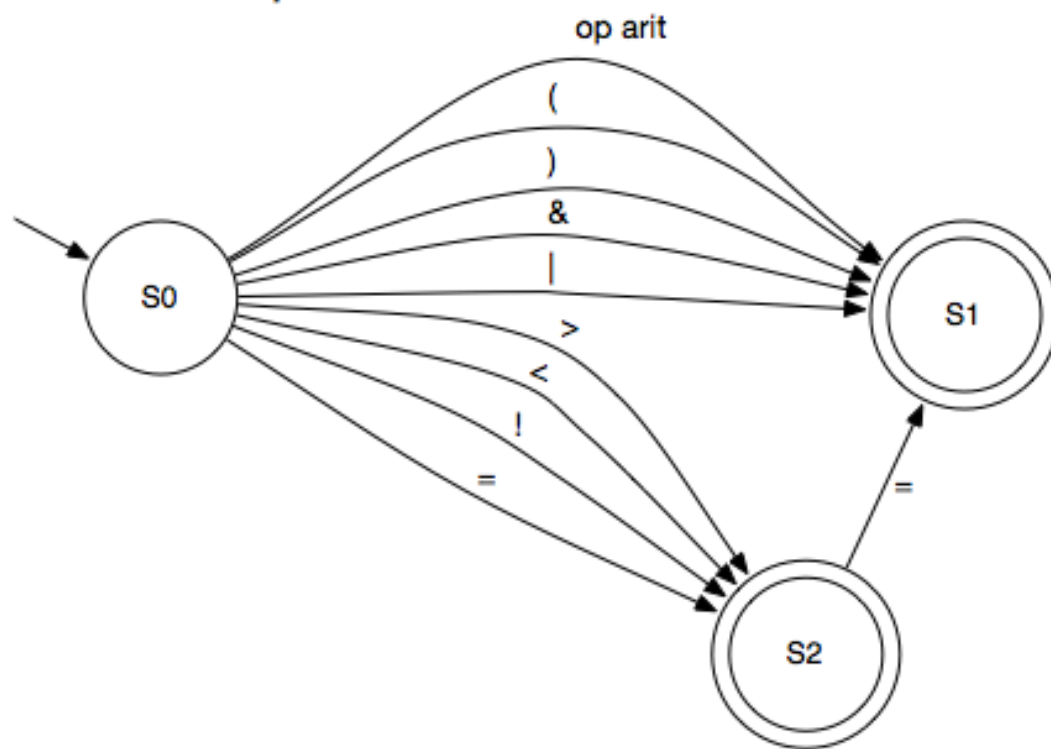 op arit
(
)
&
|
S0
S1
>
<
!
=
=
S2